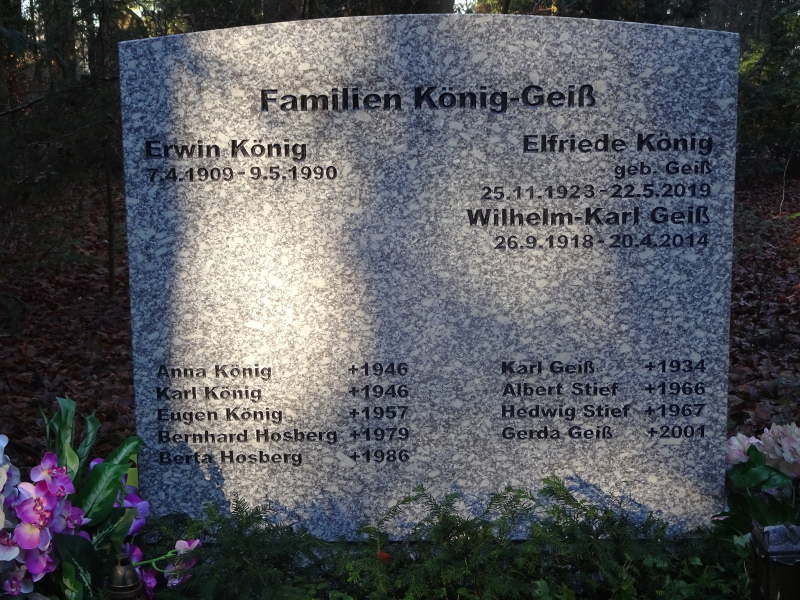 Familien König-Geiß
Erwin König
7.4.1909 - 9.5.1990
Elfriede König
geb. Geiß
25.11.1923 - 22.5.2019
Wilhelm-Karl Geiß
26.9.1918 - 20.4.2014
Anna König +1946
Karl König +1946
Eugen König +1957
Bernhard Hosberg +1979
Berta Hosberg +1986
Karl Geiß +1934
Albert Stief +1966
Hedwig Stief +1967
Gerda Geiß +2001